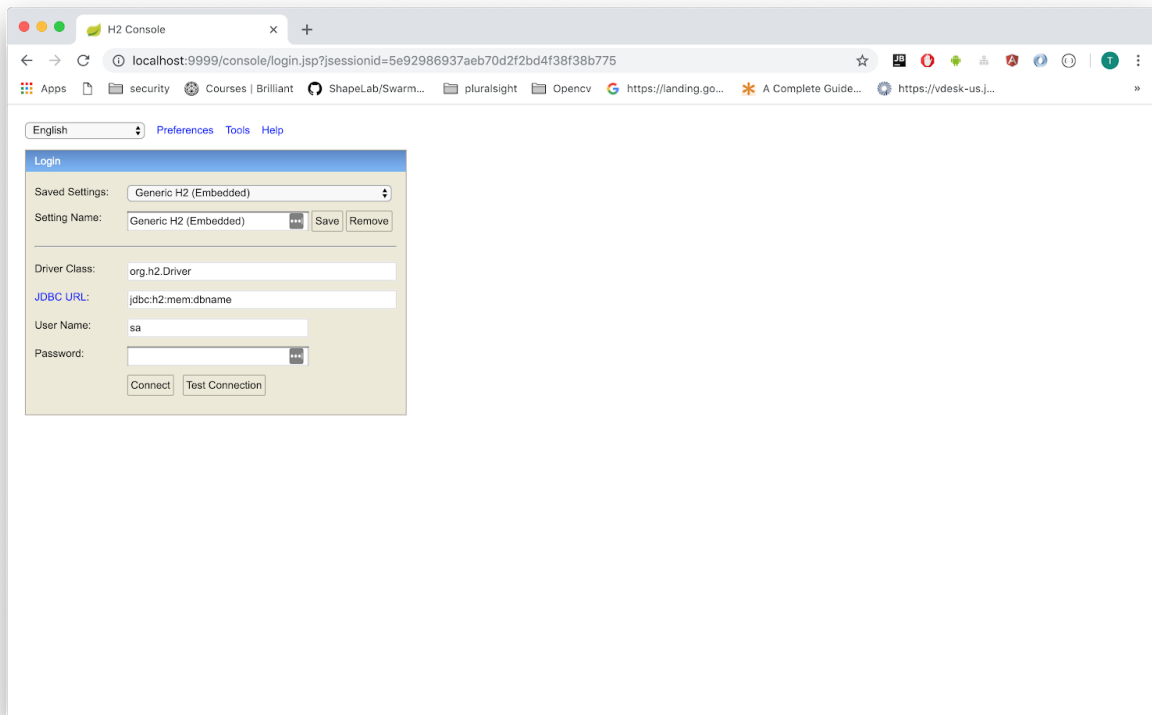 H2 Console
localhost:9999/console/login.jsp?jsessionid=5e92986937aeb70d2f2bd4f38f38b775
JB
T
Apps security Courses | Brilliant ShapeLab/Swarm... pluralsight Opencv https://landing.go... A Complete Guide... https://vdesk-us.j... »
English Preferences Tools Help
Login
Saved Settings: Generic H2 (Embedded)
Setting Name: Generic H2 (Embedded) Save Remove
Driver Class: org.h2.Driver
JDBC URL: jdbc:h2:mem:dbname
User Name: sa
Password:
Connect Test Connection